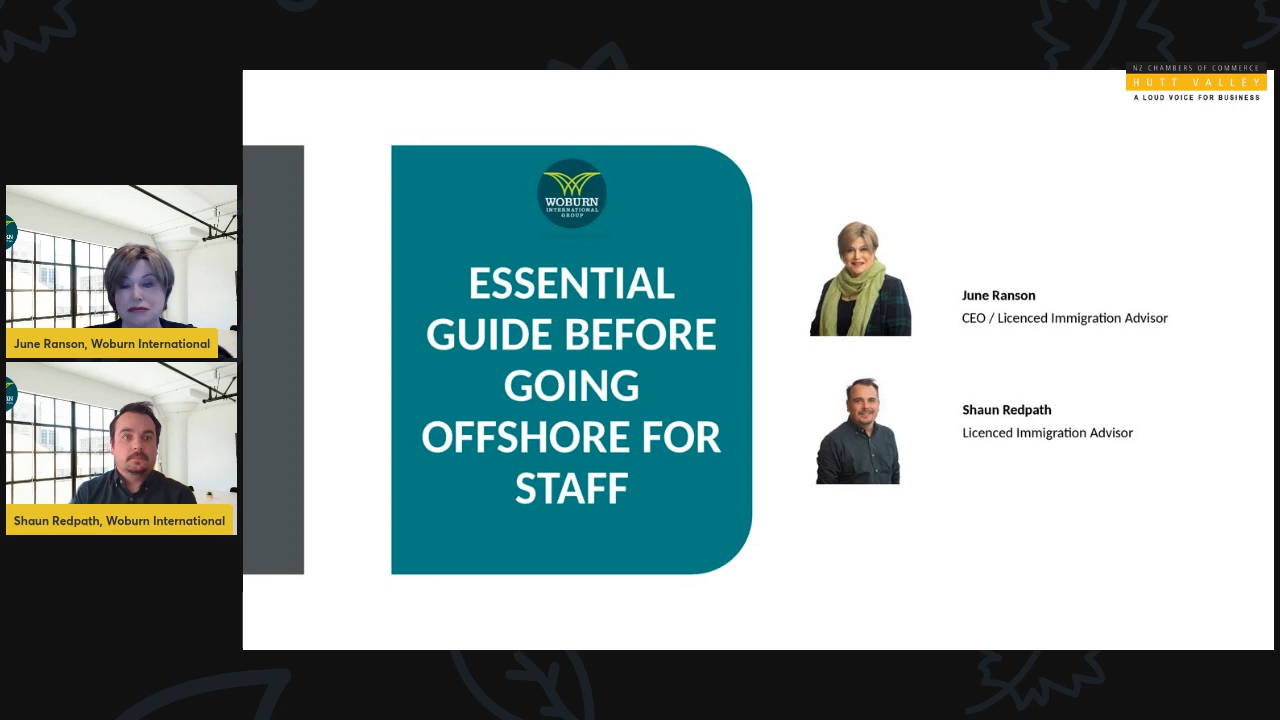 NZ CHAMBERS OF COMMERCE
HUTT VALLEY
A LOUD VOICE FOR BUSINESS
WOBURN
INTERNATIONAL
GROUP
ESSENTIAL
GUIDE BEFORE
GOING
OFFSHORE FOR
STAFF
June Ranson
CEO / Licenced Immigration Advisor
Shaun Redpath
Licenced Immigration Advisor
June Ranson, Woburn International
Shaun Redpath, Woburn International